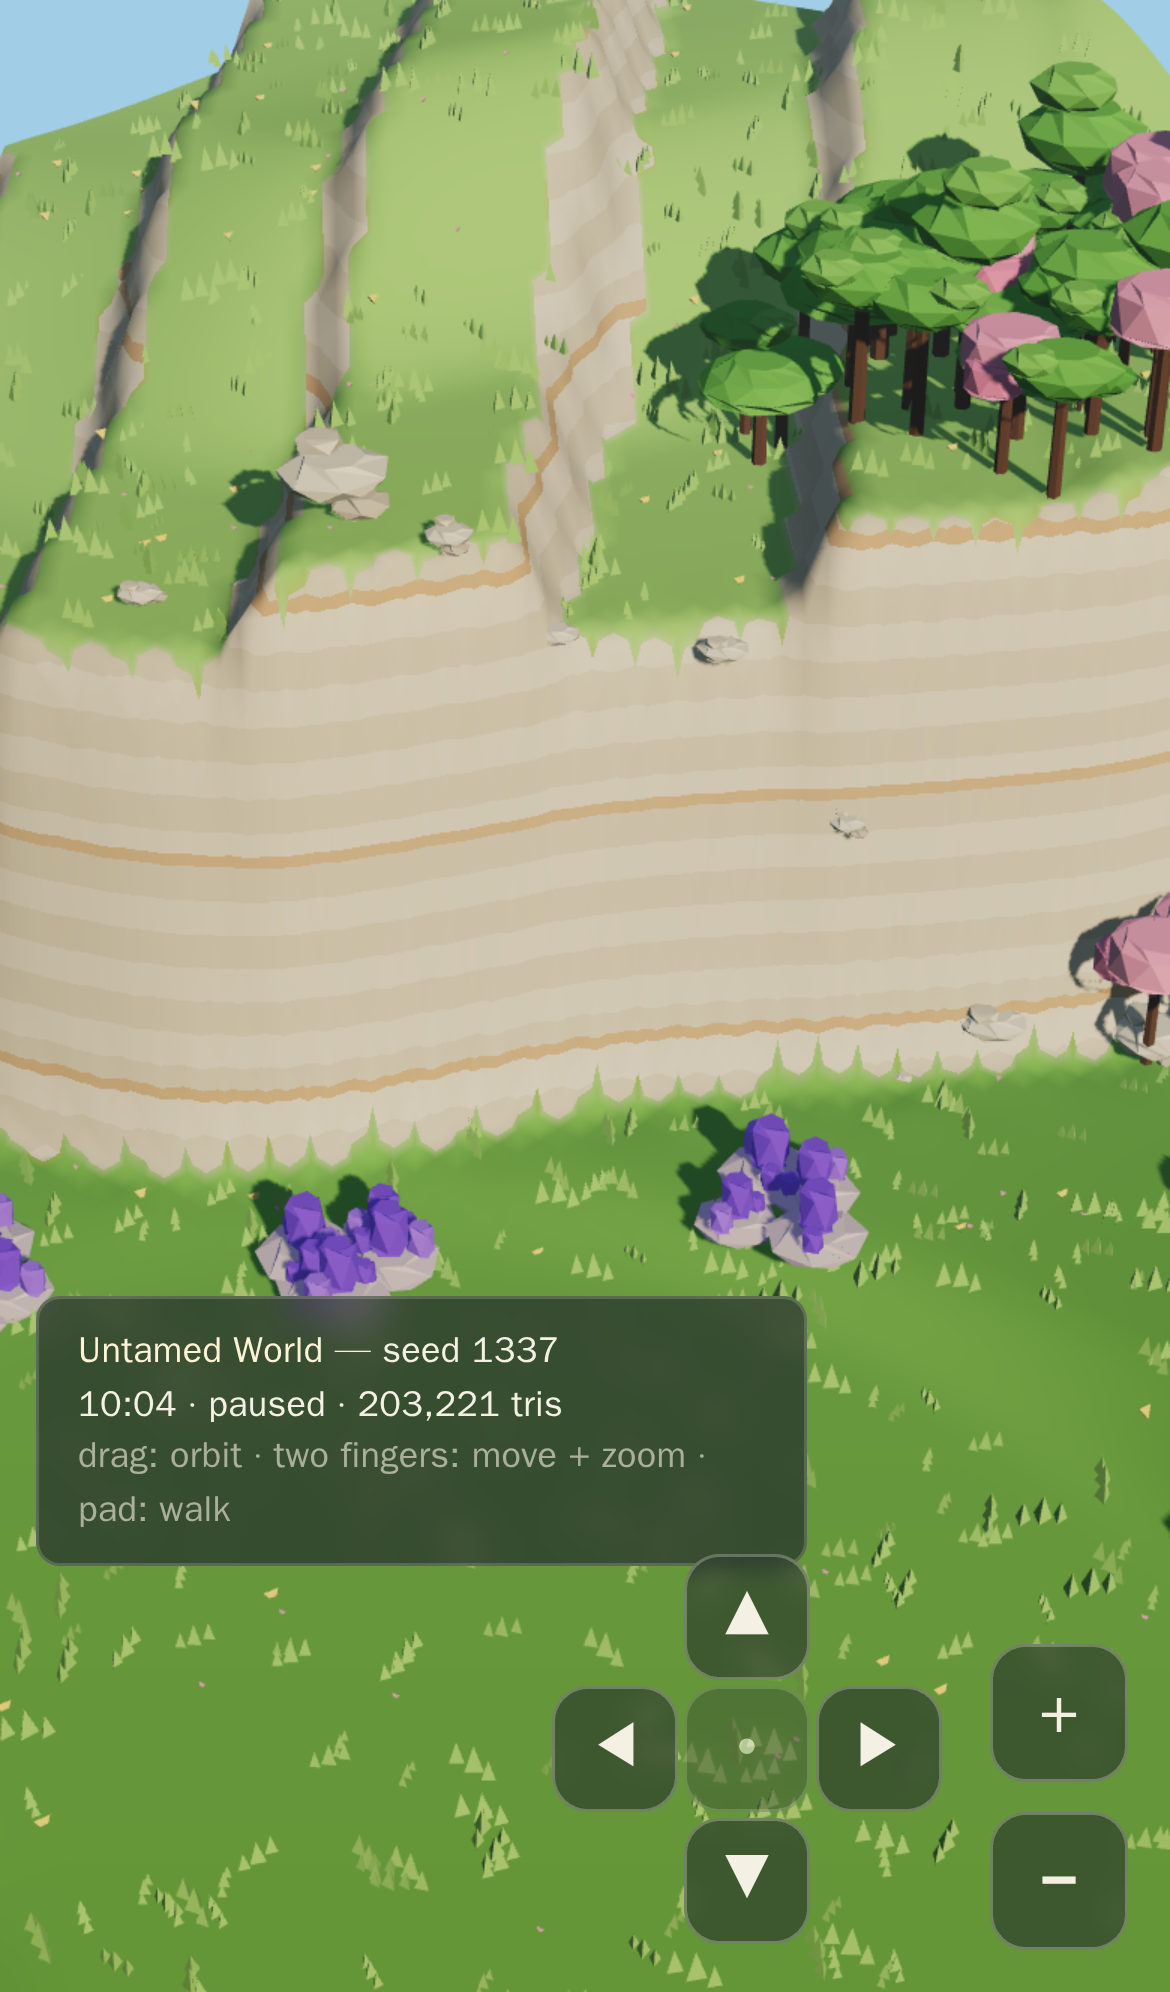 Untamed World — seed 1337
10:04 · paused · 203,221 tris
drag: orbit · two fingers: move + zoom ·
pad: walk
+
−